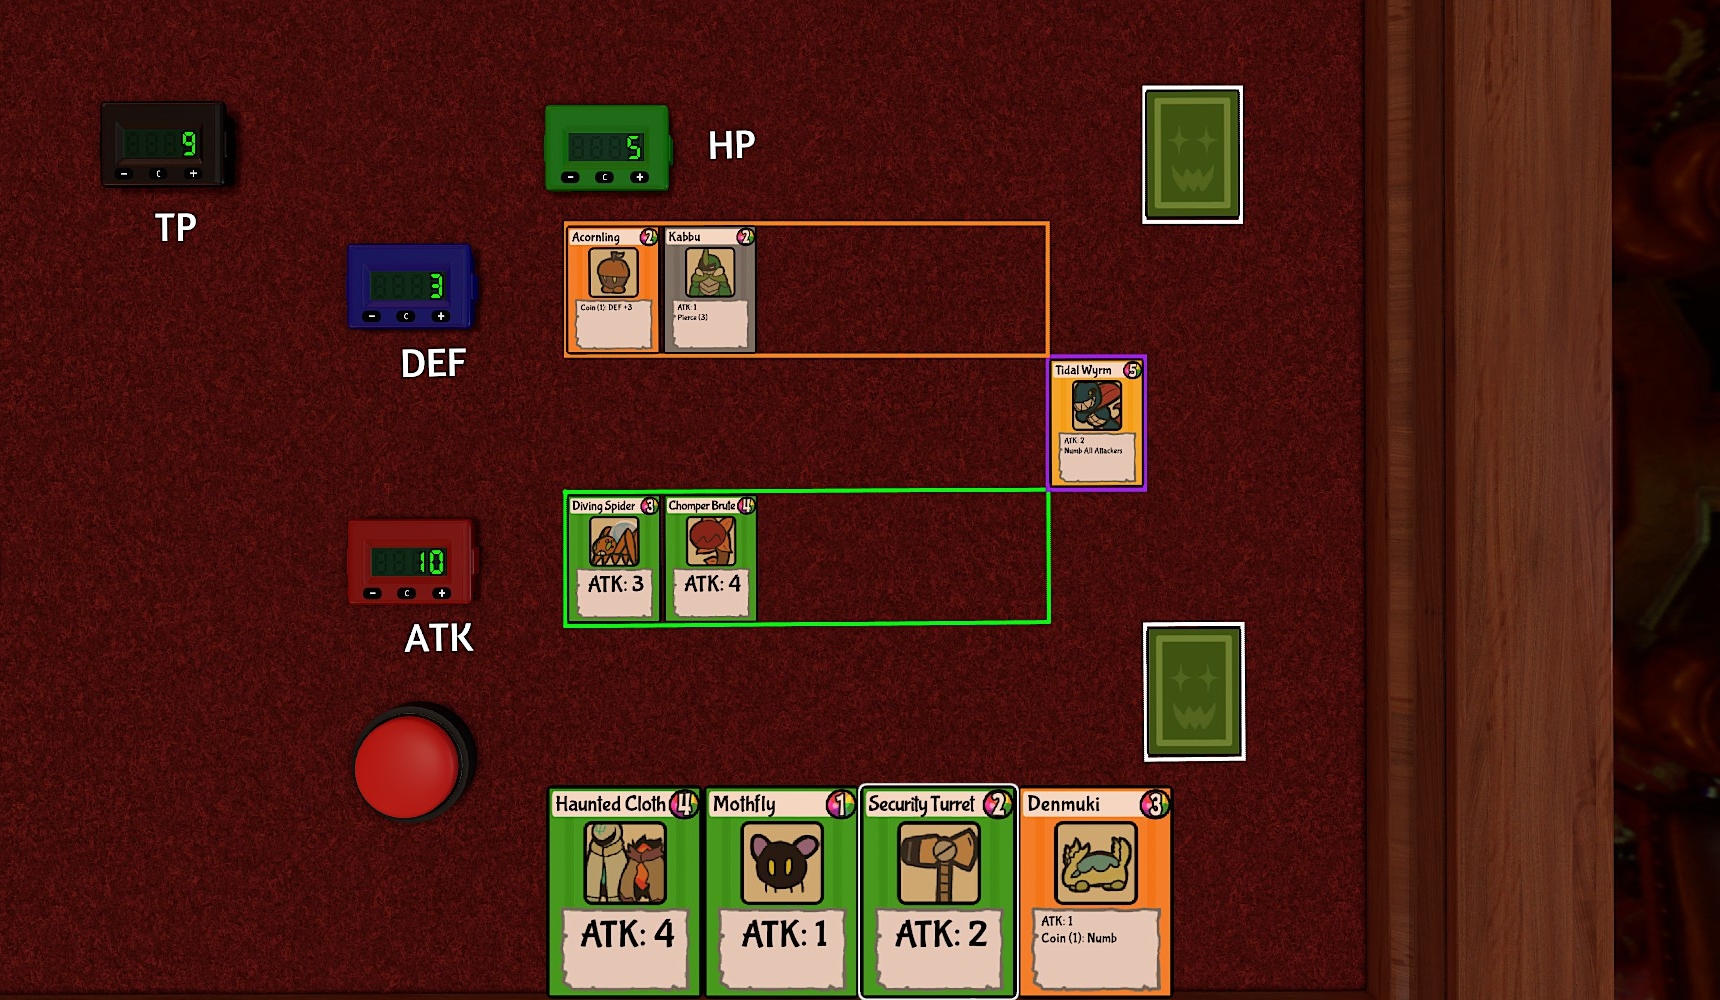 9
TP
5
HP
3
DEF
Acornling 2
Coin (1): DEF +3
Kabbu 2
ATK: 1
Pierce (3)
Tidal Wyrm 5
ATK: 2
Numb All Attackers
10
ATK
Diving Spider 3
ATK: 3
Chomper Brute 4
ATK: 4
Haunted Cloth 4
ATK: 4
Mothfly 1
ATK: 1
Security Turret 2
ATK: 2
Denmuki 3
ATK: 1
Coin (1): Numb